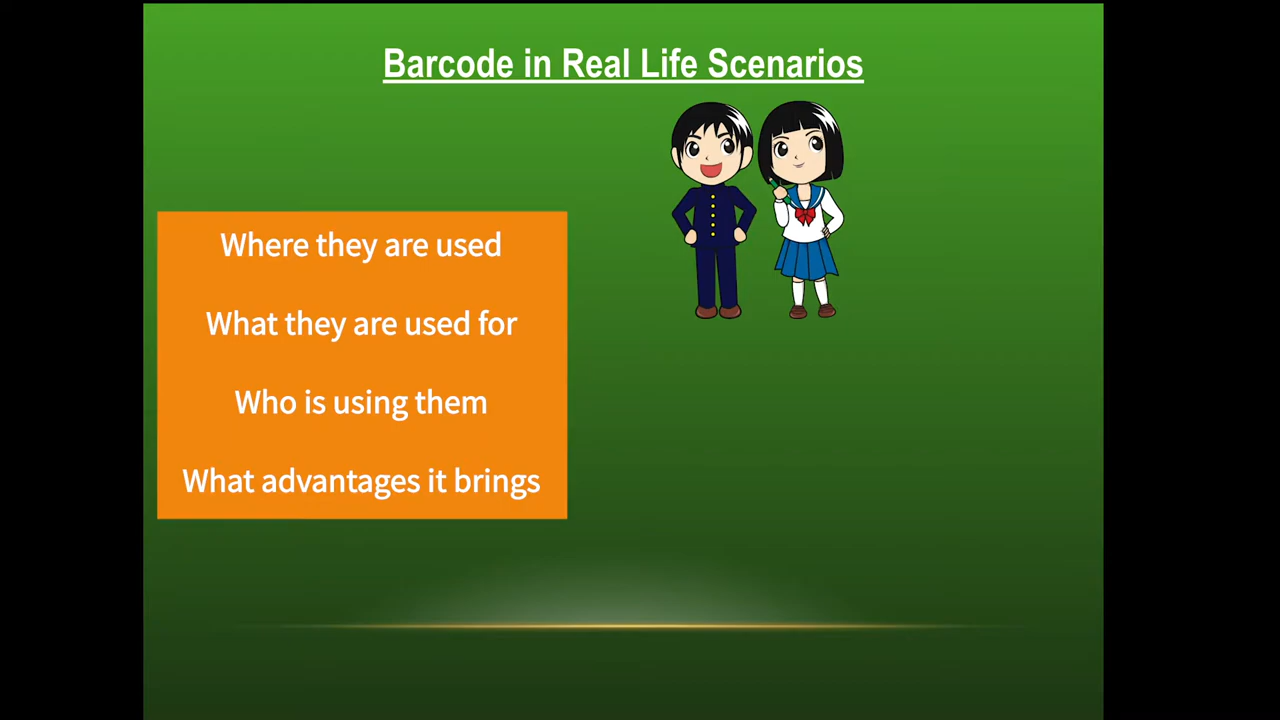 Barcode in Real Life Scenarios
Where they are used
What they are used for
Who is using them
What advantages it brings